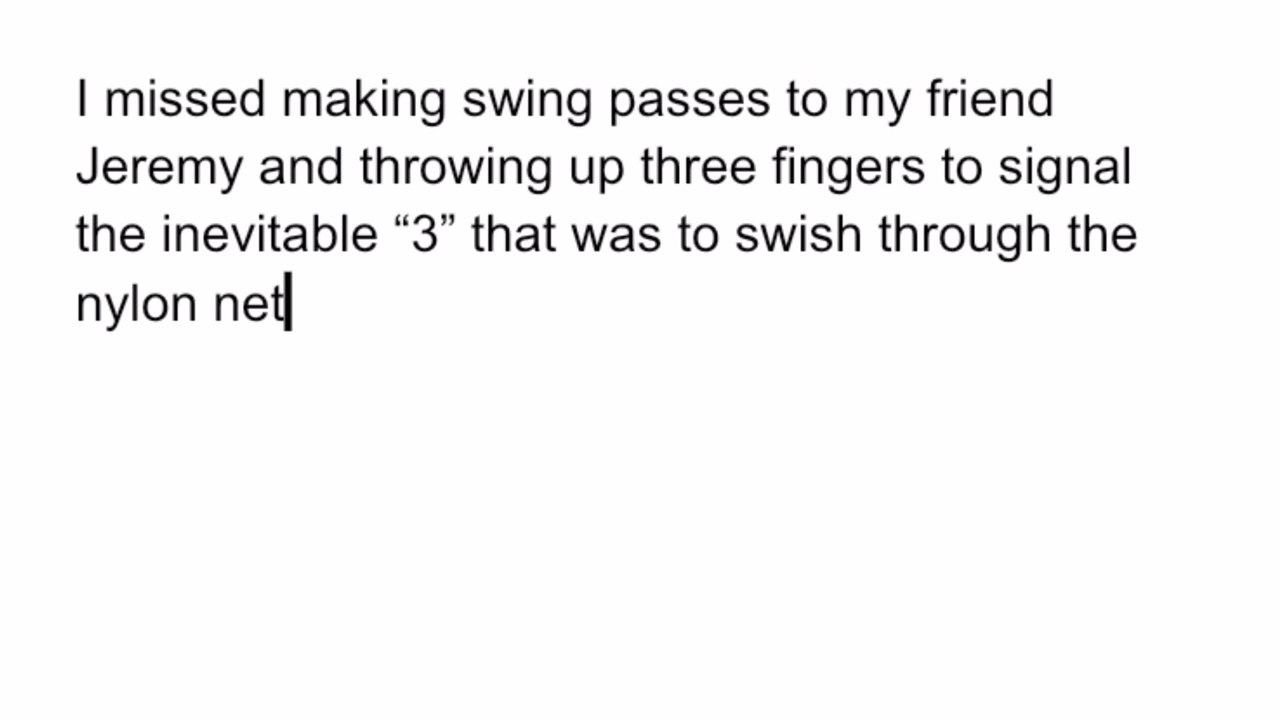 I missed making swing passes to my friend
Jeremy and throwing up three fingers to signal
the inevitable “3” that was to swish through the
nylon net